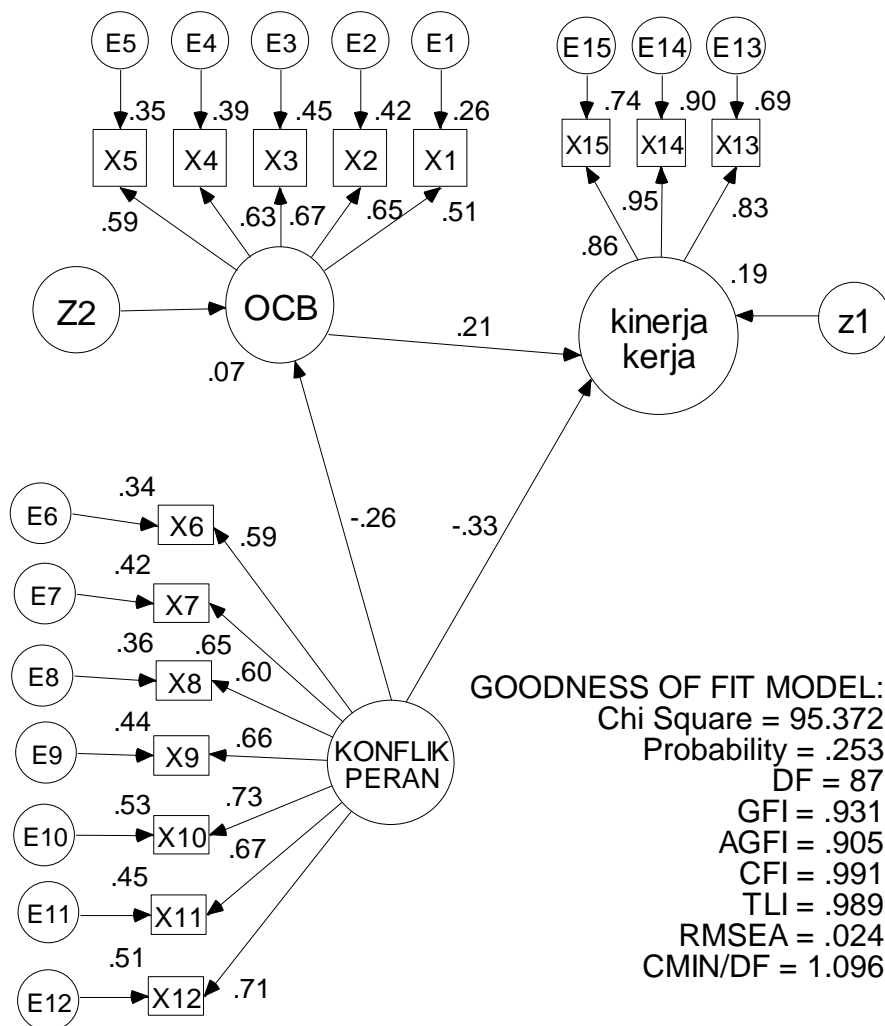 E5 E4 E3 E2 E1
E15 E14 E13
.35 .39 .45 .42 .26
.74 .90 .69
X5 X4 X3 X2 X1
X15 X14 X13
.59 .63 .67 .65 .51
.86 .95 .83
Z2
OCB
.07
.21
.19
kinerja
kerja
z1
-.26
-.33
E6
.34
X6
.59
E7
.42
X7
.65
E8
.36
X8
.60
E9
.44
X9
.66
KONFLIK
PERAN
E10
.53
X10
.73
E11
.45
X11
.67
E12
.51
X12
.71
GOODNESS OF FIT MODEL:
Chi Square = 95.372
Probability = .253
DF = 87
GFI = .931
AGFI = .905
CFI = .991
TLI = .989
RMSEA = .024
CMIN/DF = 1.096